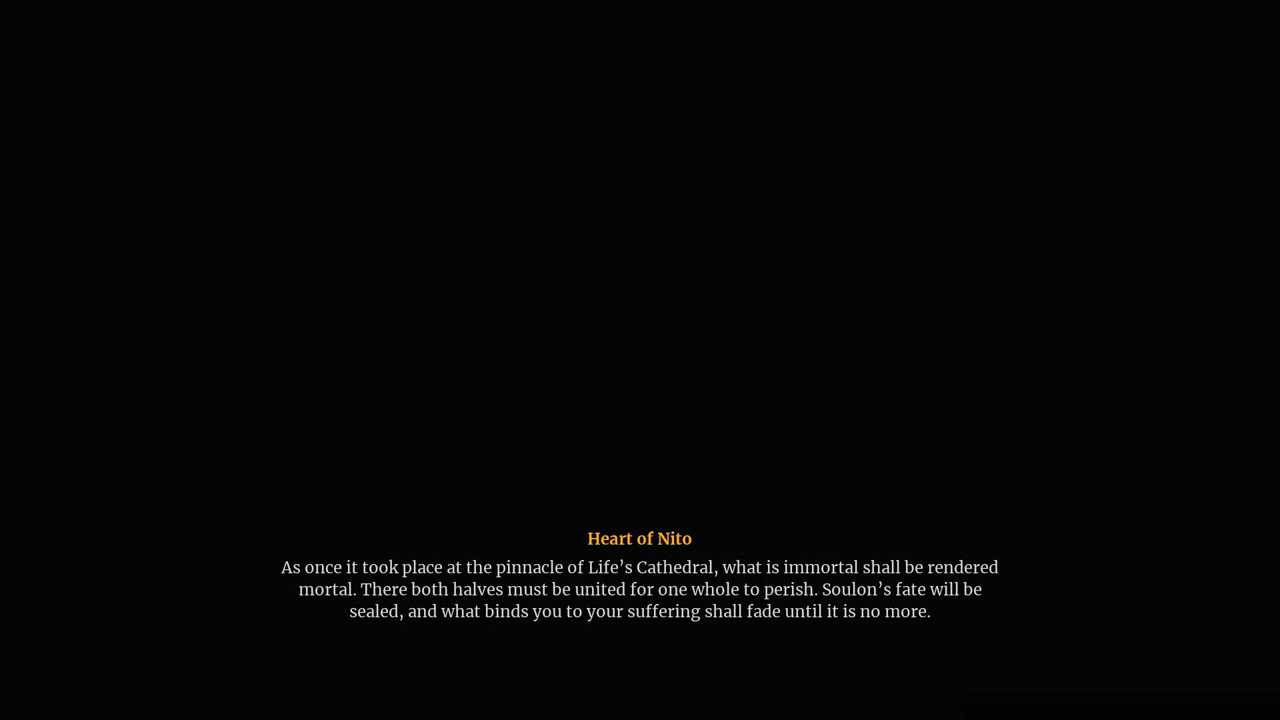 Heart of Nito
As once it took place at the pinnacle of Life’s Cathedral, what is immortal shall be rendered
mortal. There both halves must be united for one whole to perish. Soulon’s fate will be
sealed, and what binds you to your suffering shall fade until it is no more.